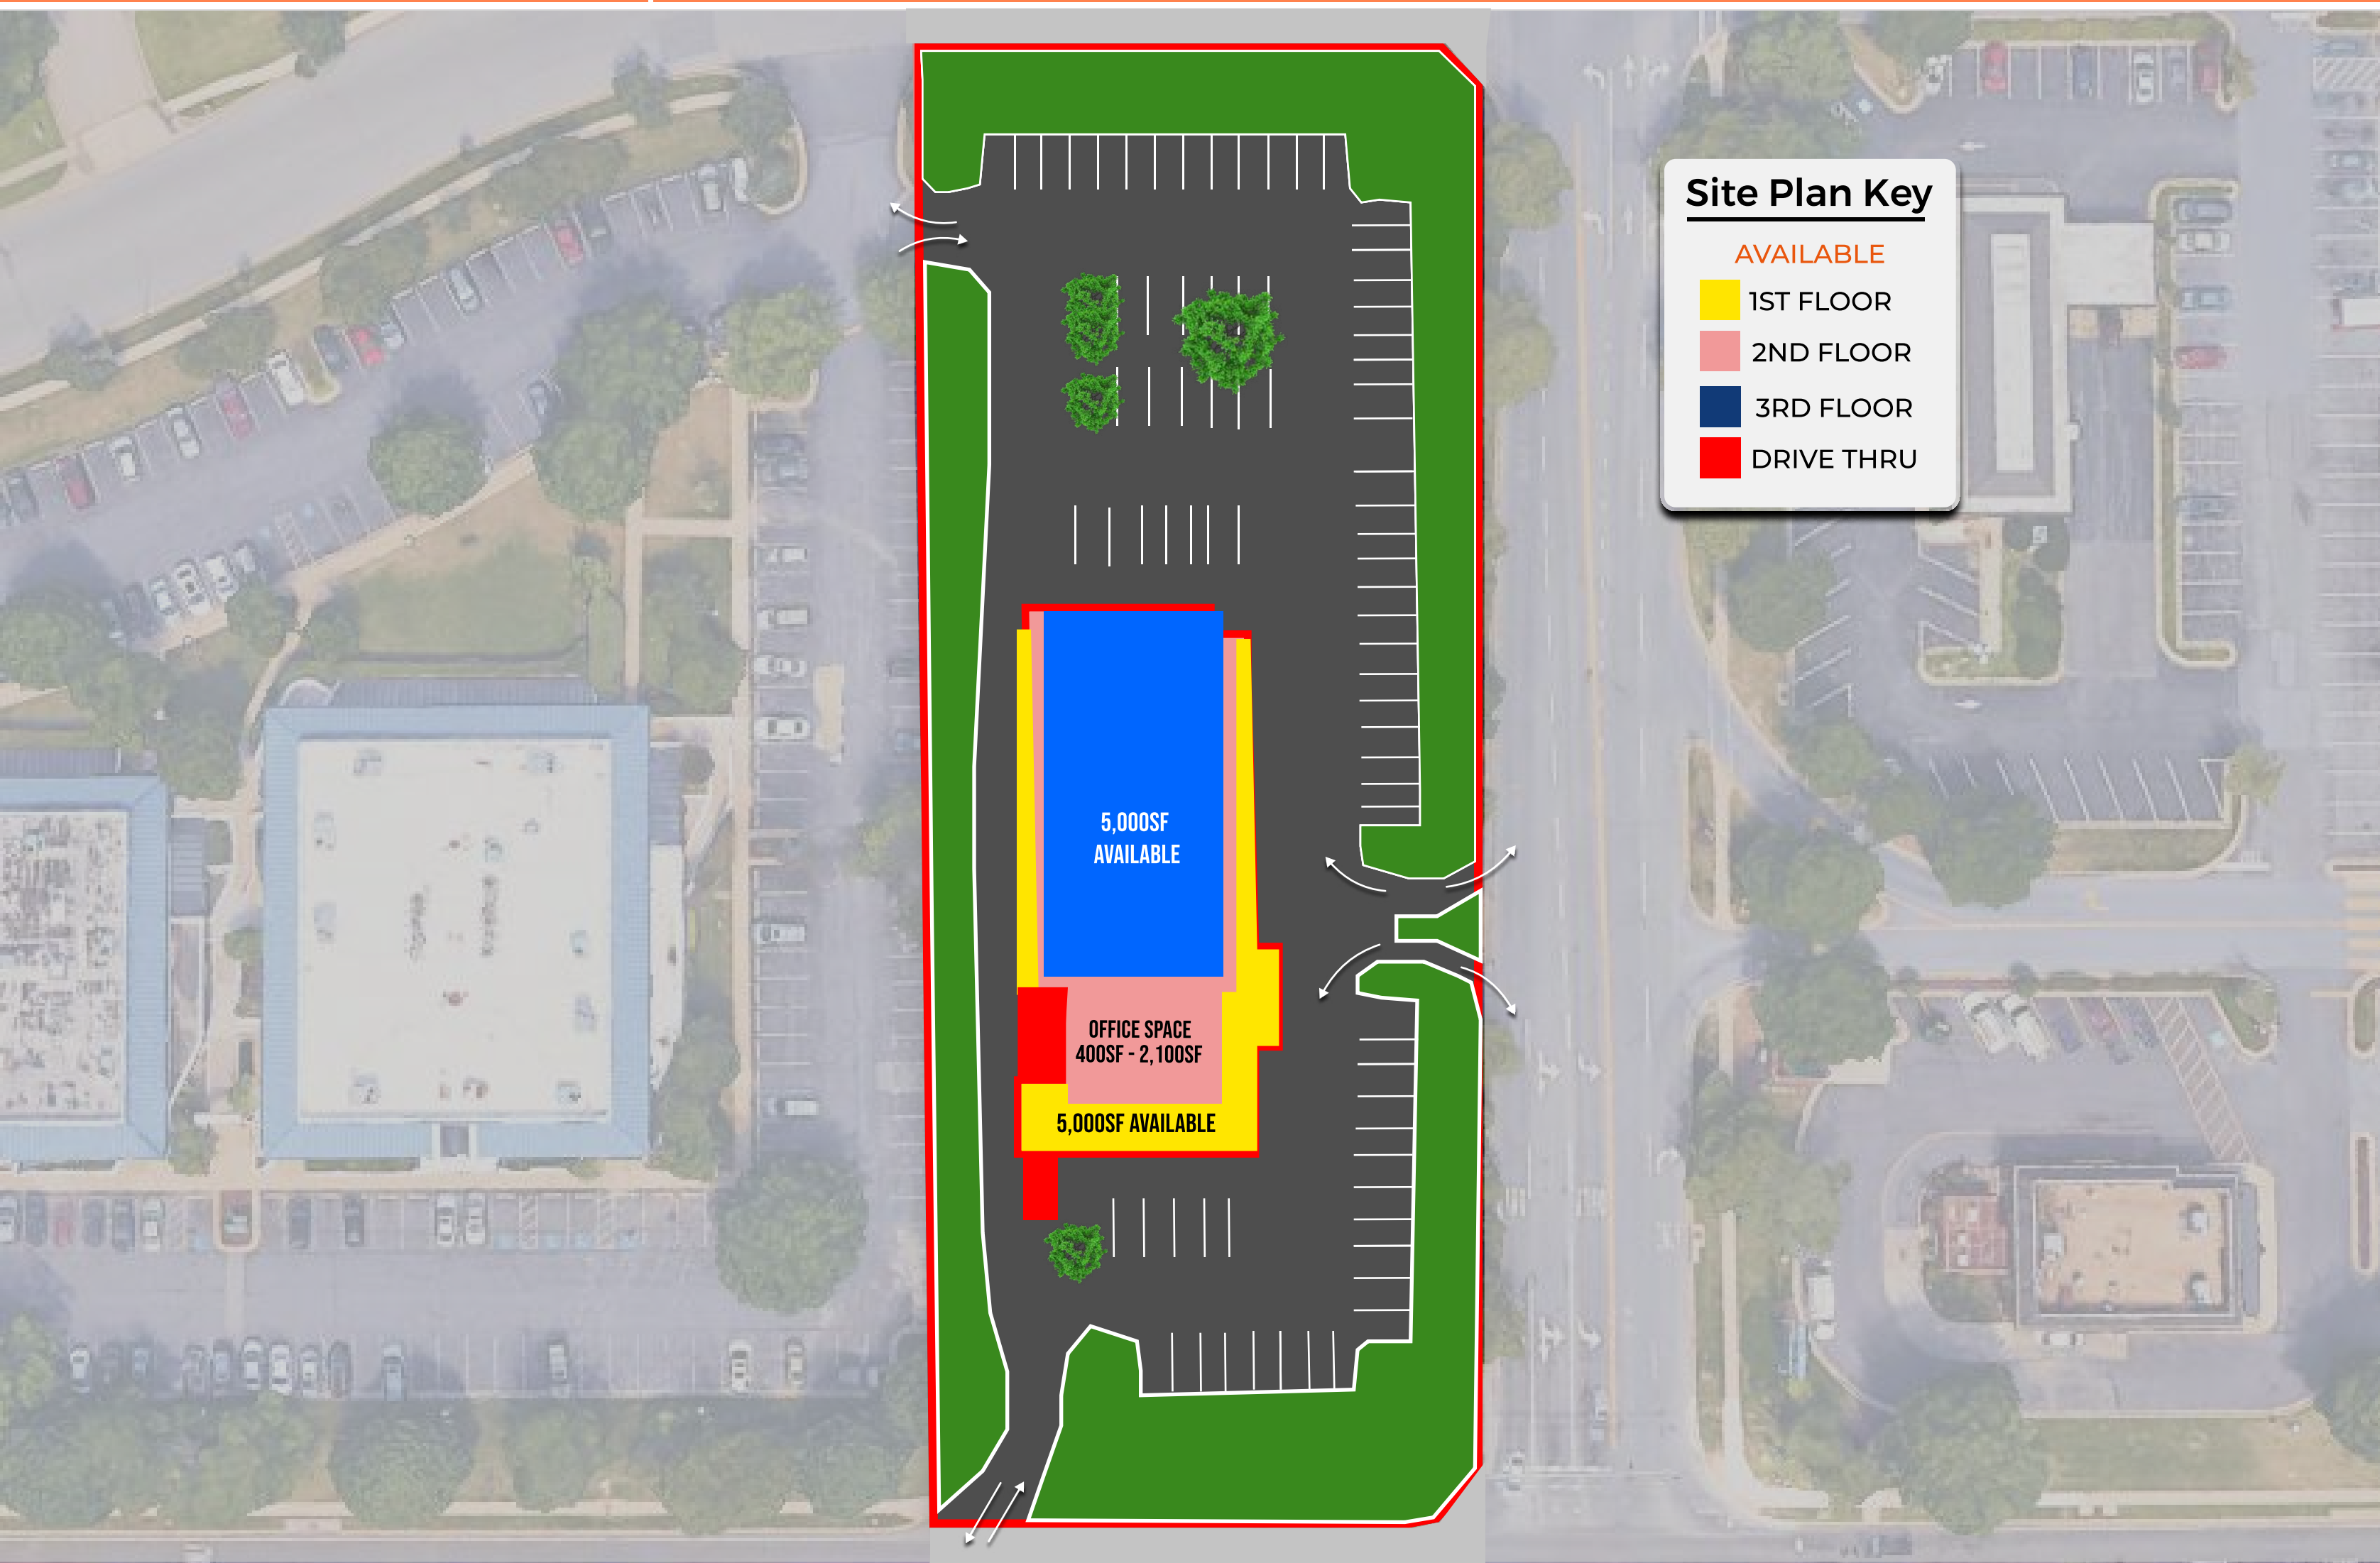 Site Plan Key
AVAILABLE
1ST FLOOR
2ND FLOOR
3RD FLOOR
DRIVE THRU
5,000SF
AVAILABLE
OFFICE SPACE
400SF - 2,100SF
5,000SF AVAILABLE